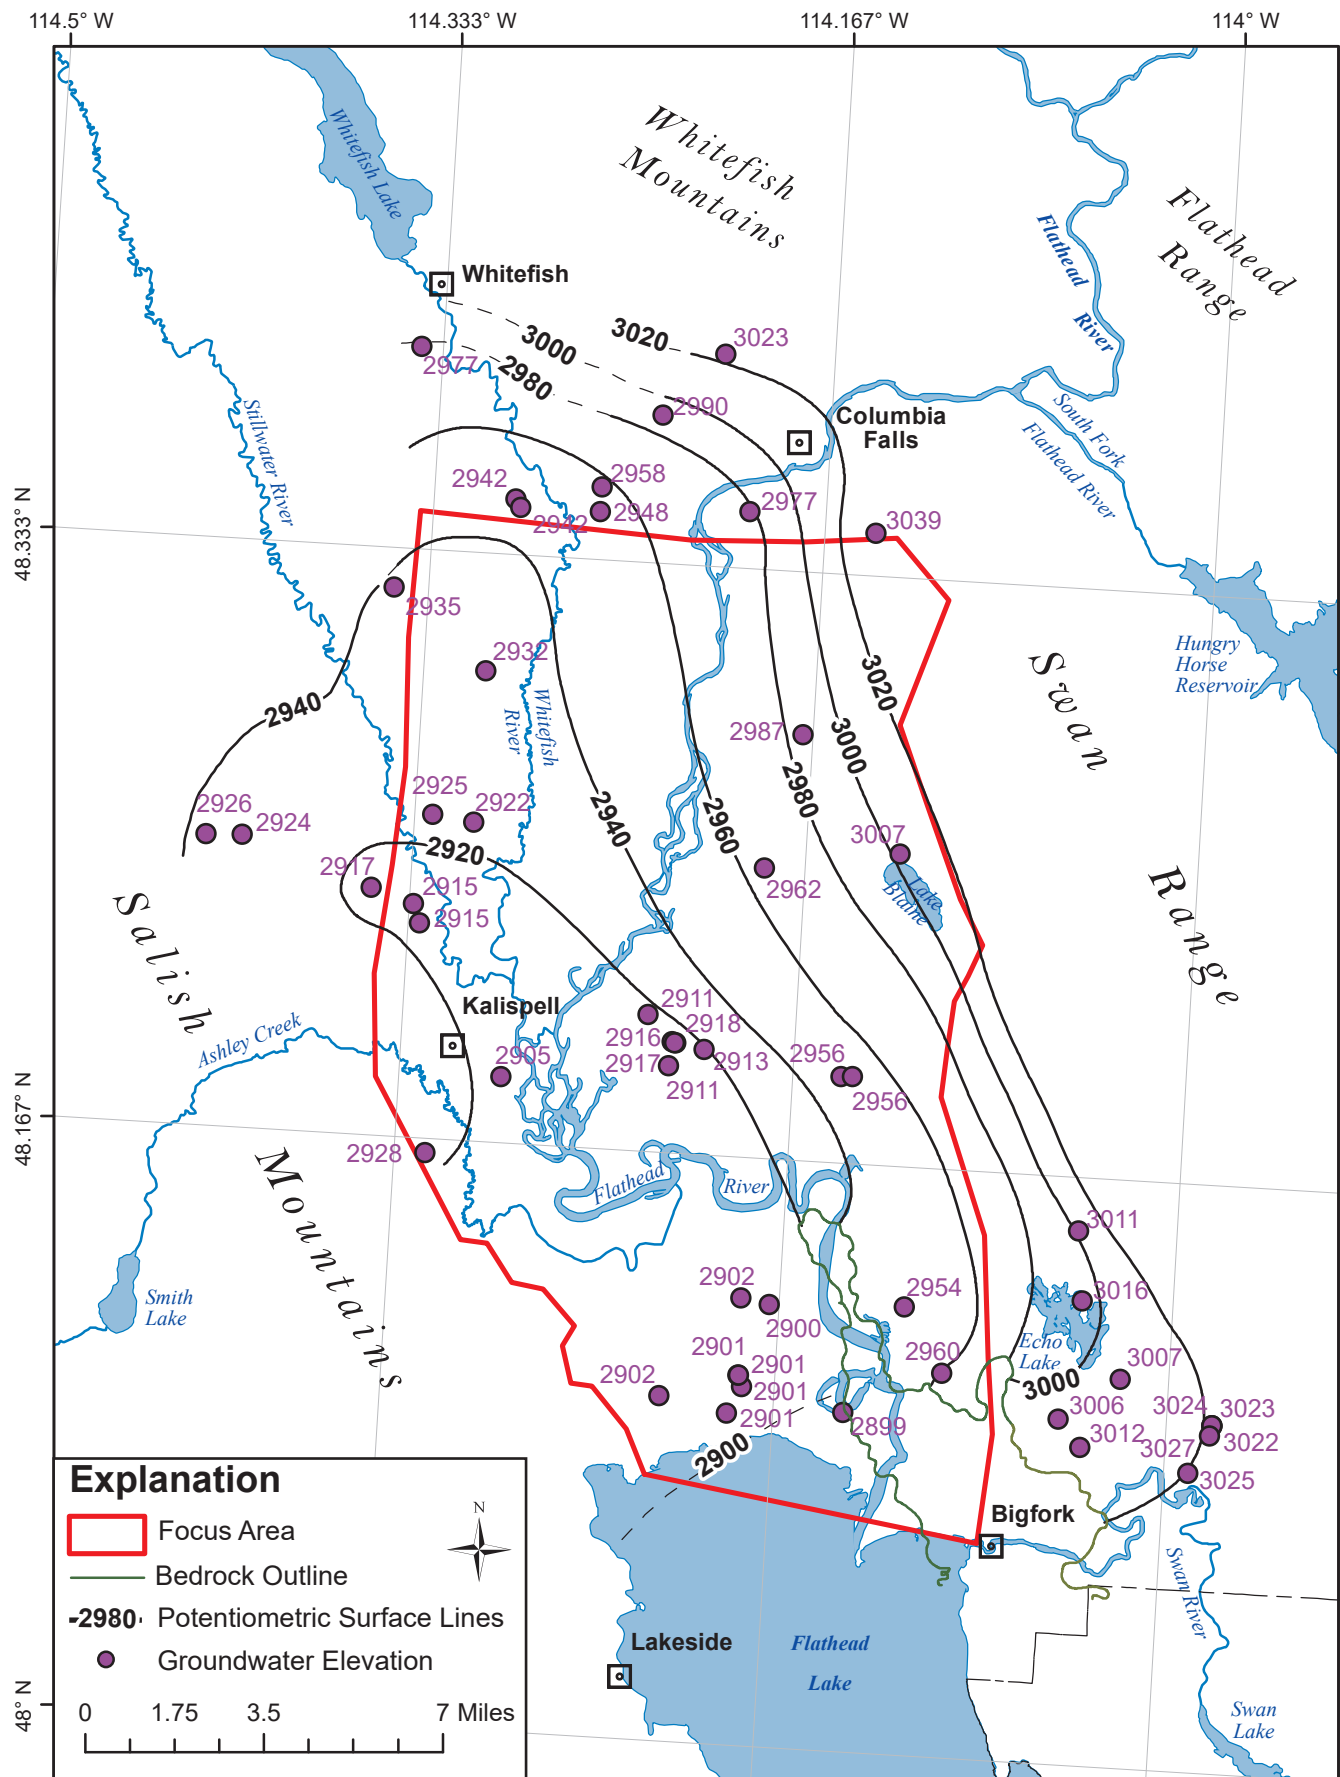 114.5° W
114.333° W
114.167° W
114° W
Whitefish Lake
Whitefish
Mountains
Flathead
Range
Flathead
River
Whitefish
3020
3023
3000
2977
2980
2990
Columbia
Falls
South Fork
Flathead River
Stillwater River
2942
2958
2942
2948
2977
3039
48.333° N
2935
2932
Hungry
Horse
Reservoir
Swan
Range
Whitefish
River
2940
3020
2987
3000
2980
2925
2922
2940
2960
2926
2924
2920
3007
2917
2915
2915
2962
Lake
Blaine
Salish
Mountains
Kalispell
Ashley Creek
2911
2918
2916
2917
2913
2911
2905
2956
2956
48.167° N
2928
Flathead
River
3011
2902
2900
2954
3016
Smith
Lake
Echo
Lake
2901
2901
2901
2901
2902
2960
3007
3000
3006
3024
3023
3012
3022
3027
3025
2899
2900
Bigfork
Swan River
Lakeside
Flathead
Lake
Swan
Lake
48° N
Explanation
N
Focus Area
Bedrock Outline
-2980- Potentiometric Surface Lines
Groundwater Elevation
0 1.75 3.5 7 Miles